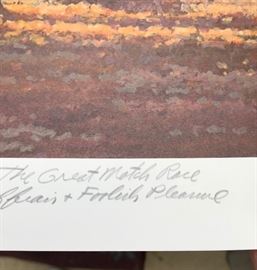 The Great Match Race
+ Foolish Pleasure